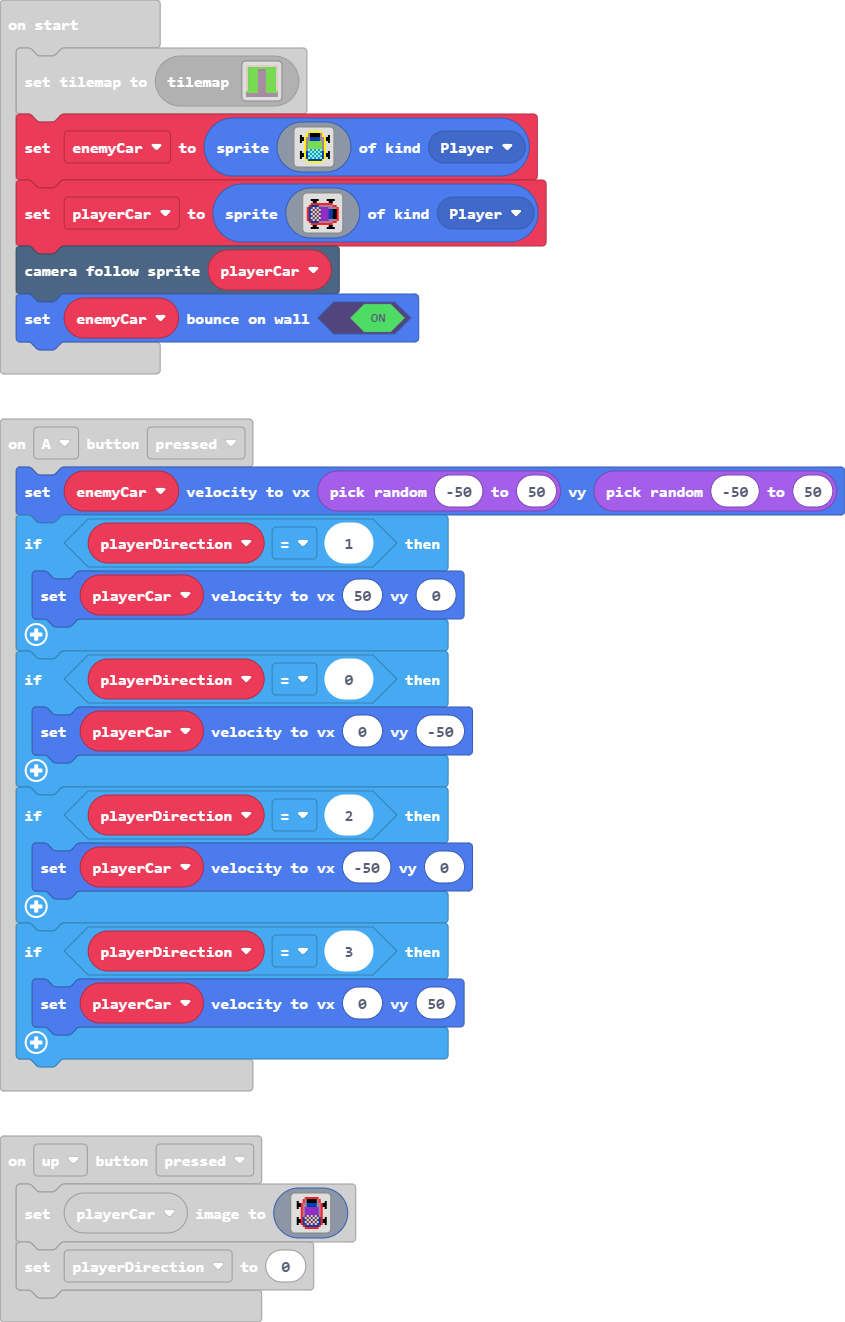 on start
set tilemap to tilemap
set enemyCar to sprite of kind Player
set playerCar to sprite of kind Player
camera follow sprite playerCar
set enemyCar bounce on wall ON
on A button pressed
set enemyCar velocity to vx pick random -50 to 50 vy pick random -50 to 50
if playerDirection = 1 then
set playerCar velocity to vx 50 vy 0
if playerDirection = 0 then
set playerCar velocity to vx 0 vy -50
if playerDirection = 2 then
set playerCar velocity to vx -50 vy 0
if playerDirection = 3 then
set playerCar velocity to vx 0 vy 50
on up button pressed
set playerCar image to
set playerDirection to 0